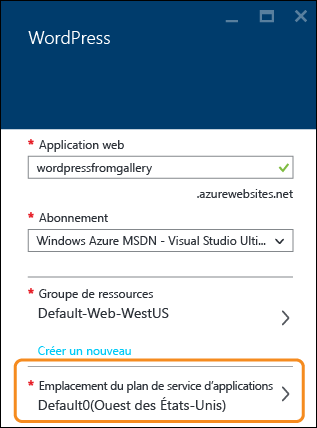 WordPress
* Application web
wordpressfromgallery
.azurewebsites.net
* Abonnement
Windows Azure MSDN - Visual Studio Ulti...
* Groupe de ressources
Default-Web-WestUS
Créer un nouveau
* Emplacement du plan de service d'applications
Default0(Ouest des États-Unis)